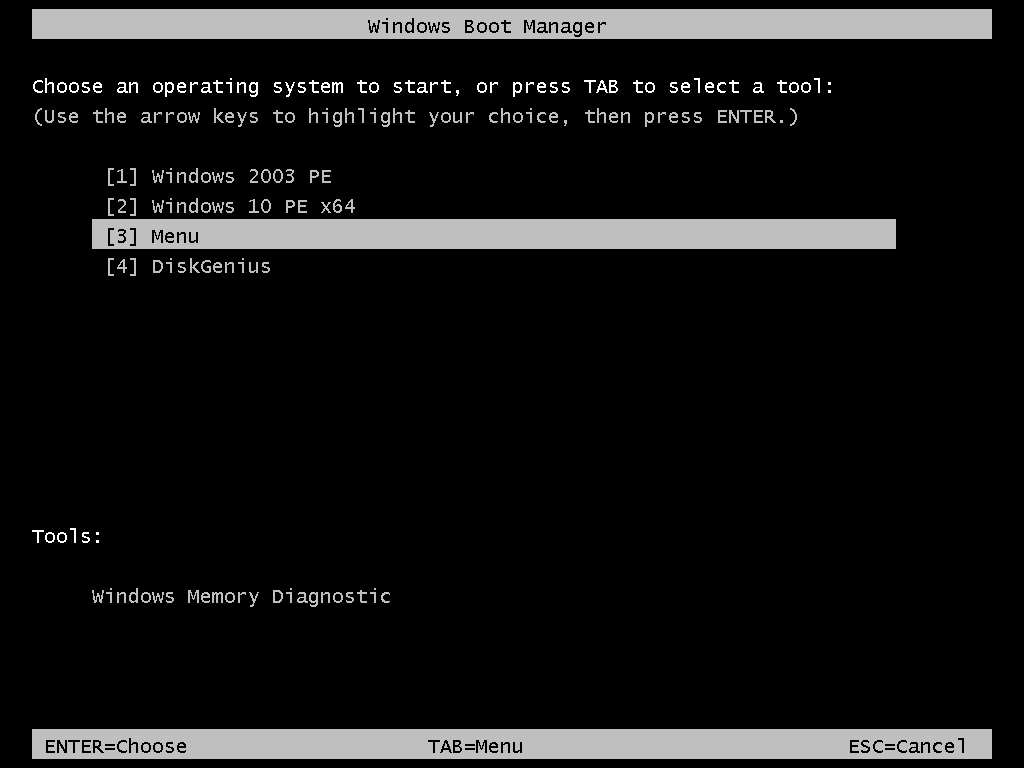 Windows Boot Manager
Choose an operating system to start, or press TAB to select a tool:
(Use the arrow keys to highlight your choice, then press ENTER.)
[1] Windows 2003 PE
[2] Windows 10 PE x64
[3] Menu
[4] DiskGenius
Tools:
Windows Memory Diagnostic
ENTER=Choose TAB=Menu ESC=Cancel